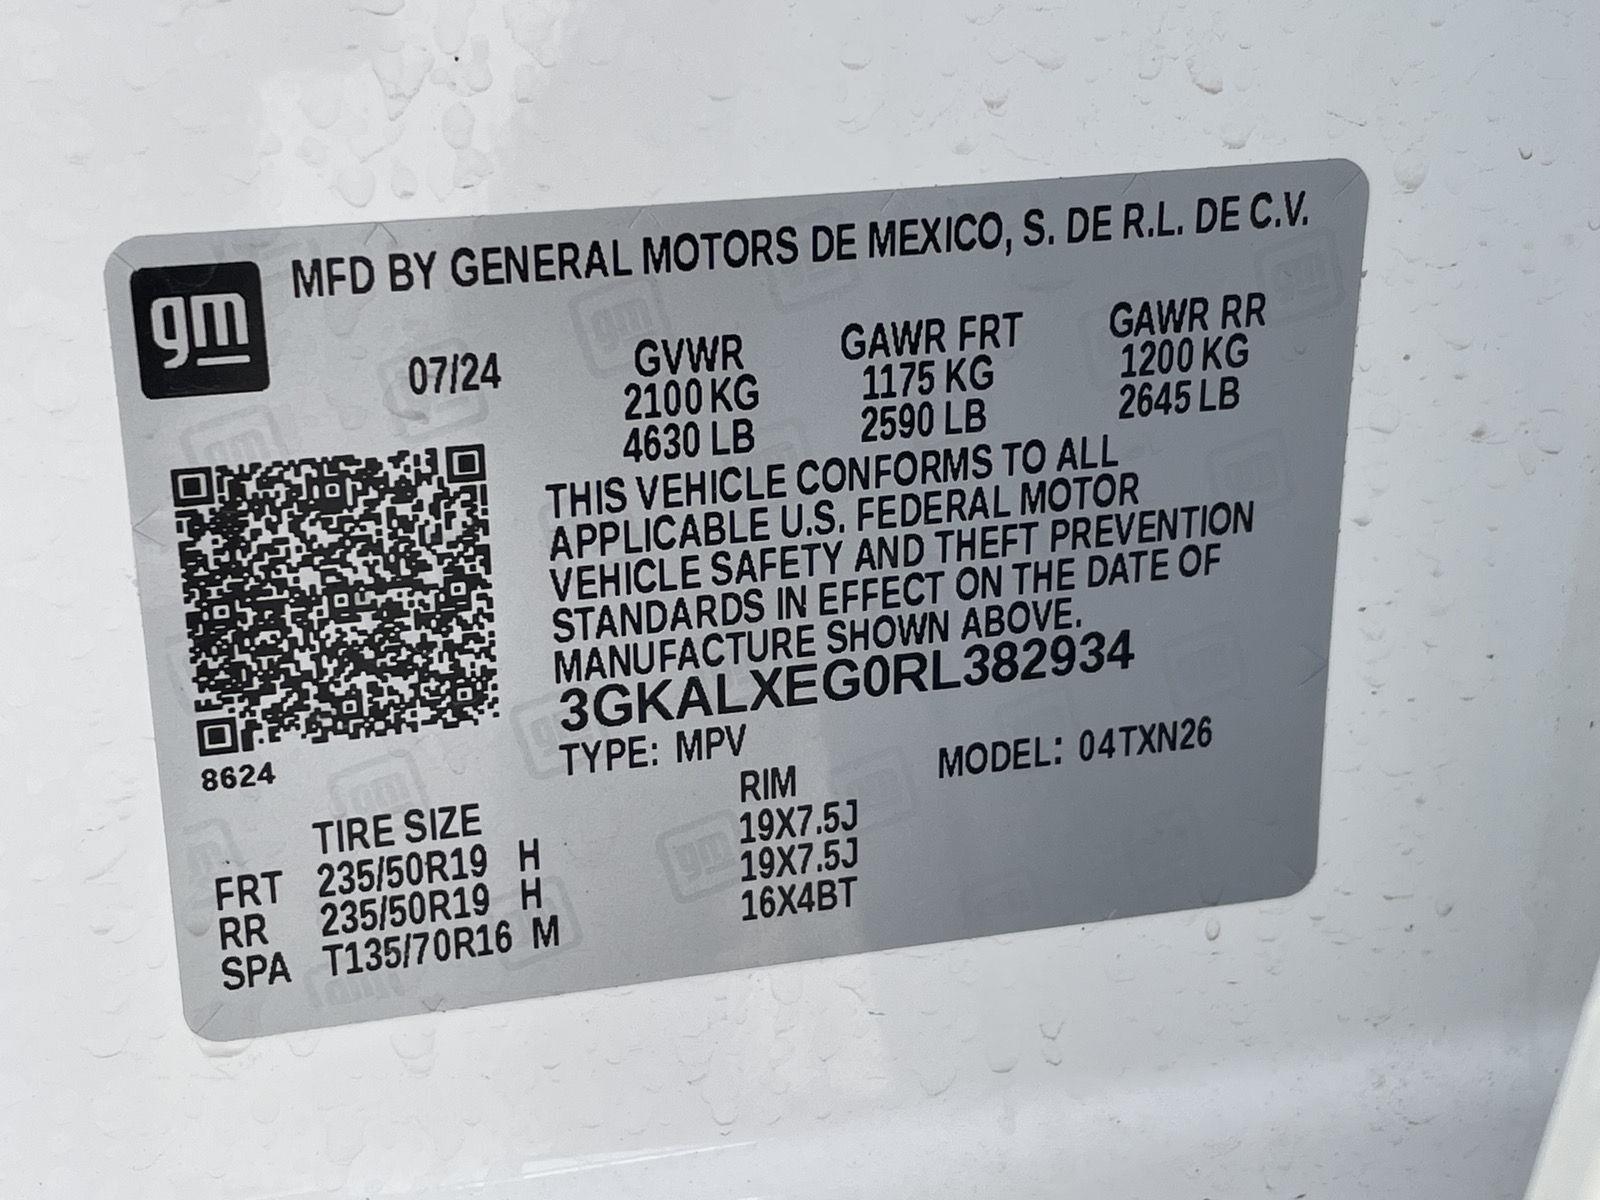 gm
MFD BY GENERAL MOTORS DE MEXICO, S. DE R.L. DE C.V.
07/24
GVWR GAWR FRT GAWR RR
2100 KG 1175 KG 1200 KG
4630 LB 2590 LB 2645 LB
THIS VEHICLE CONFORMS TO ALL
APPLICABLE U.S. FEDERAL MOTOR
VEHICLE SAFETY AND THEFT PREVENTION
STANDARDS IN EFFECT ON THE DATE OF
MANUFACTURE SHOWN ABOVE.
3GKALXEG0RL382934
TYPE: MPV MODEL: 04TXN26
8624
TIRE SIZE RIM
FRT 235/50R19 H 19X7.5J
RR 235/50R19 H 19X7.5J
SPA T135/70R16 M 16X4BT